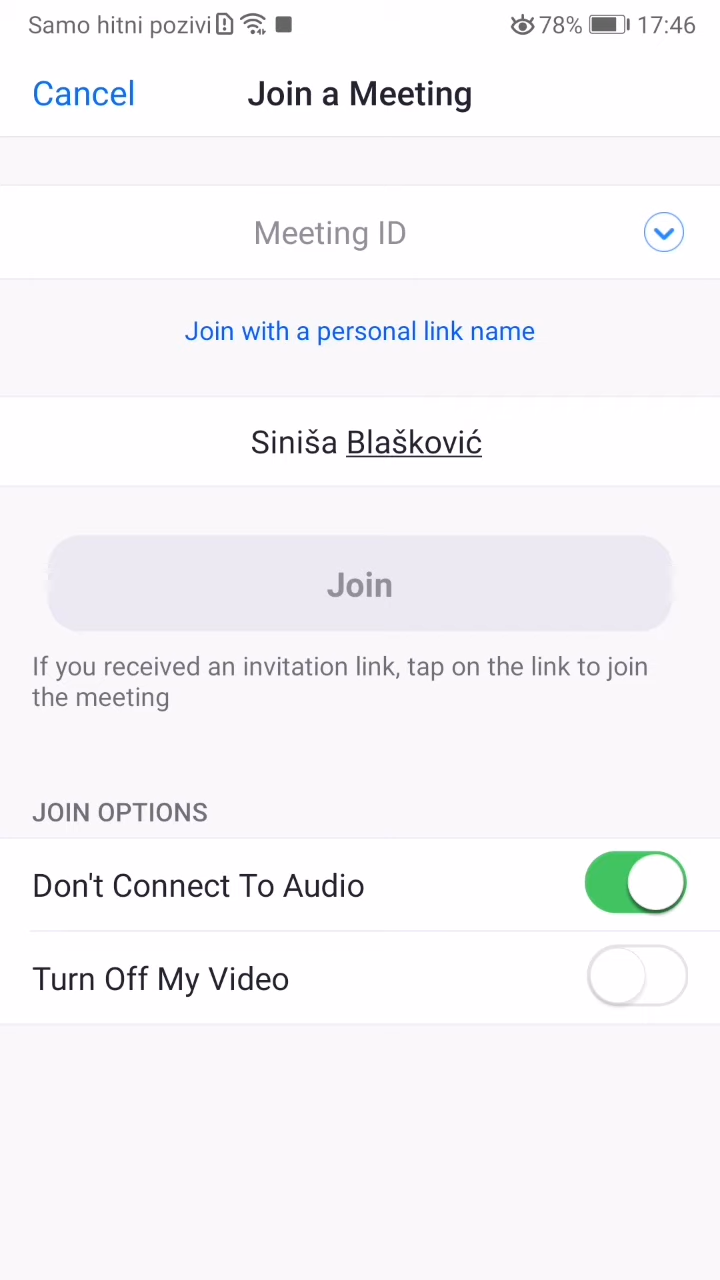 Samo hitni pozivi 78% 17:46
Cancel Join a Meeting
Meeting ID
Join with a personal link name
Siniša Blašković
Join
If you received an invitation link, tap on the link to join
the meeting
JOIN OPTIONS
Don't Connect To Audio
Turn Off My Video